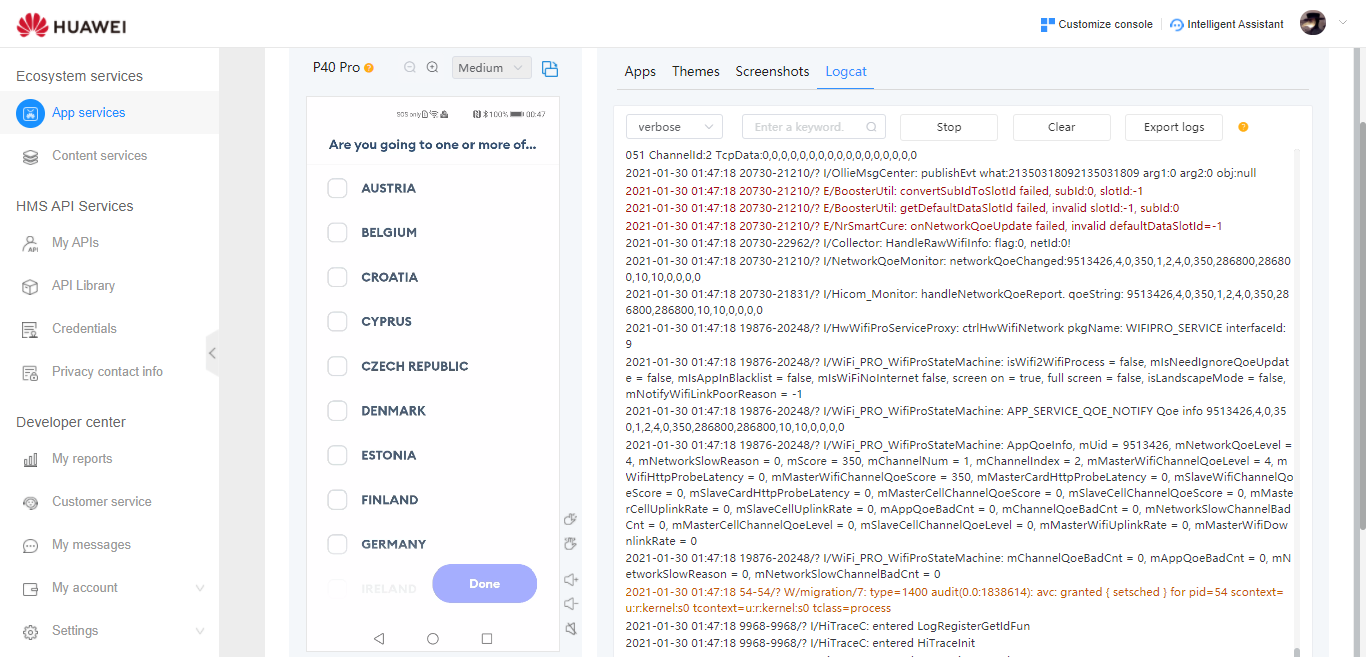 HUAWEI
Customize console
Intelligent Assistant
Ecosystem services
App services
Content services
HMS API Services
My APIs
API Library
Credentials
Privacy contact info
Developer center
My reports
Customer service
My messages
My account
Settings
P40 Pro
Medium
SOS only
100%
00:47
Are you going to one or more of...
AUSTRIA
BELGIUM
CROATIA
CYPRUS
CZECH REPUBLIC
DENMARK
ESTONIA
FINLAND
GERMANY
IRELAND
Done
Apps
Themes
Screenshots
Logcat
verbose
Enter a keyword.
Stop
Clear
Export logs
051 ChannelId:2 TcpData:0,0,0,0,0,0,0,0,0,0,0,0,0,0,0,0,0
2021-01-30 01:47:18 20730-21210/? I/OllieMsgCenter: publishEvt what:21350318092135031809 arg1:0 arg2:0 obj:null
2021-01-30 01:47:18 20730-21210/? E/BoosterUtil: convertSubIdToSlotId failed, subId:0, slotId:-1
2021-01-30 01:47:18 20730-21210/? E/BoosterUtil: getDefaultDataSlotId failed, invalid slotId:-1, subId:0
2021-01-30 01:47:18 20730-21210/? E/NrSmartCure: onNetworkQoeUpdate failed, invalid defaultDataSlotId=-1
2021-01-30 01:47:18 20730-22962/? I/Collector: HandleRawWifiInfo: flag:0, netId:0!
2021-01-30 01:47:18 20730-21210/? I/NetworkQoeMonitor: networkQoeChanged:9513426,4,0,350,1,2,4,0,350,286800,28680
0,10,10,0,0,0,0
2021-01-30 01:47:18 20730-21831/? I/Hicom_Monitor: handleNetworkQoeReport. qoeString: 9513426,4,0,350,1,2,4,0,350,28
6800,286800,10,10,0,0,0,0
2021-01-30 01:47:18 19876-20248/? I/HwWifiProServiceProxy: ctrlHwWifiNetwork pkgName: WIFIPRO_SERVICE interfaceId:
9
2021-01-30 01:47:18 19876-20248/? I/WiFi_PRO_WifiProStateMachine: isWifi2WifiProcess = false, mIsNeedIgnoreQoeUpdat
e = false, mIsAppInBlacklist = false, mIsWiFiNoInternet false, screen on = true, full screen = false, isLandscapeMode = false,
mNotifyWifiLinkPoorReason = -1
2021-01-30 01:47:18 19876-20248/? I/WiFi_PRO_WifiProStateMachine: APP_SERVICE_QOE_NOTIFY Qoe info 9513426,4,0,35
0,1,2,4,0,350,286800,286800,10,10,0,0,0,0
2021-01-30 01:47:18 19876-20248/? I/WiFi_PRO_WifiProStateMachine: AppQoeInfo, mUid = 9513426, mNetworkQoeLevel =
4, mNetworkSlowReason = 0, mScore = 350, mChannelNum = 1, mChannelIndex = 2, mMasterWifiChannelQoeLevel = 4, m
WifiHttpProbeLatency = 0, mMasterWifiChannelQoeScore = 350, mMasterCardHttpProbeLatency = 0, mSlaveWifiChannelQo
eScore = 0, mSlaveCardHttpProbeLatency = 0, mMasterCellChannelQoeScore = 0, mSlaveCellChannelQoeScore = 0, mMaste
rCellUplinkRate = 0, mSlaveCellUplinkRate = 0, mAppQoeBadCnt = 0, mChannelQoeBadCnt = 0, mNetworkSlowChannelBad
Cnt = 0, mMasterCellChannelQoeLevel = 0, mSlaveCellChannelQoeLevel = 0, mMasterWifiUplinkRate = 0, mMasterWifiDow
nlinkRate = 0
2021-01-30 01:47:18 19876-20248/? I/WiFi_PRO_WifiProStateMachine: mChannelQoeBadCnt = 0, mAppQoeBadCnt = 0, mN
etworkSlowReason = 0, mNetworkSlowChannelBadCnt = 0
2021-01-30 01:47:18 54-54/? W/migration/7: type=1400 audit(0.0:1838614): avc: granted { setsched } for pid=54 scontext=
u:r:kernel:s0 tcontext=u:r:kernel:s0 tclass=process
2021-01-30 01:47:18 9968-9968/? I/HiTraceC: entered LogRegisterGetIdFun
2021-01-30 01:47:18 9968-9968/? I/HiTraceC: entered HiTraceInit